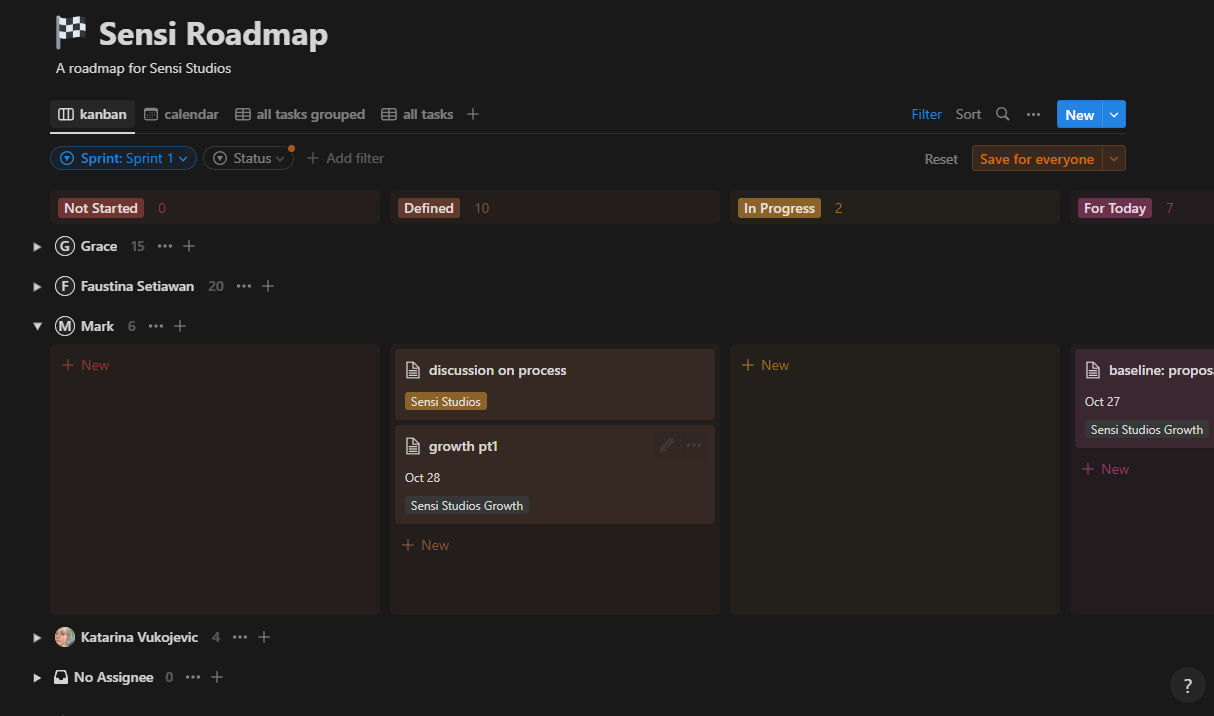 Sensi Roadmap
A roadmap for Sensi Studios
kanban calendar all tasks grouped all tasks Filter Sort New
Sprint: Sprint 1 Status Add filter Reset Save for everyone
Not Started 0 Defined 10 In Progress 2 For Today 7
G Grace 15
F Faustina Setiawan 20
M Mark 6
New
discussion on process
Sensi Studios
growth pt1
Oct 28
Sensi Studios Growth
New
New
baseline: propos
Oct 27
Sensi Studios Growth
New
Katarina Vukojevic 4
No Assignee 0
?